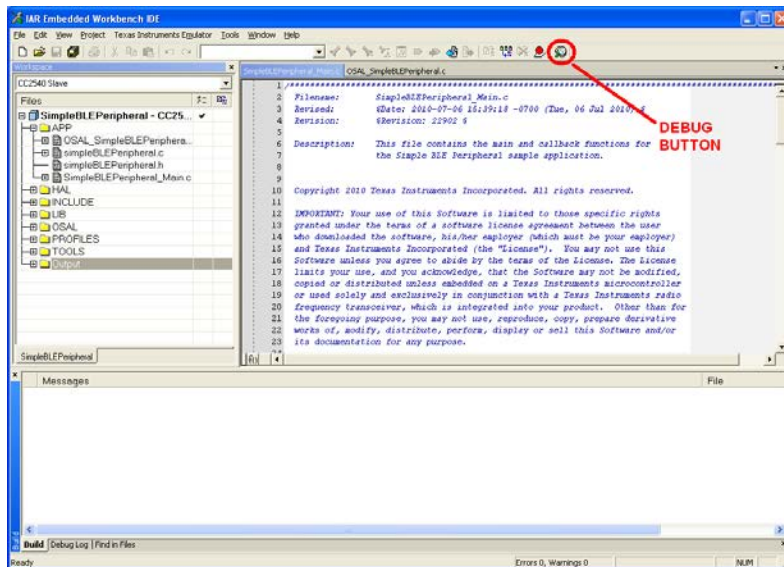 IAR Embedded Workbench IDE
File Edit View Project Texas Instruments Emulator Tools Window Help
Workspace
CC2540 Slave
Files
SimpleBLEPeripheral - CC25...
APP
OSAL_SimpleBLEPeriphera...
simpleBLEPeripheral.c
simpleBLEPeripheral.h
SimpleBLEPeripheral_Main.c
HAL
INCLUDE
LIB
OSAL
PROFILES
TOOLS
Output
SimpleBLEPeripheral
SimpleBLEPeripheral_Main.c OSAL_SimpleBLEPeripheral.c
1 /******************************************************************************
2 Filename: SimpleBLEPeripheral_Main.c
3 Revised: $Date: 2010-07-06 16:39:18 -0700 (Tue, 06 Jul 2010) $
4 Revision: $Revision: 22902 $
5
6 Description: This file contains the main and callback functions for
7 the Simple BLE Peripheral sample application.
8
9
10 Copyright 2010 Texas Instruments Incorporated. All rights reserved.
11
12 IMPORTANT: Your use of this Software is limited to those specific rights
13 granted under the terms of a software license agreement between the user
14 who downloaded the software, his/her employer (which must be your employer)
15 and Texas Instruments Incorporated (the "License"). You may not use this
16 Software unless you agree to abide by the terms of the License. The License
17 limits your use, and you acknowledge, that the Software may not be modified,
18 copied or distributed unless embedded on a Texas Instruments microcontroller
19 or used solely and exclusively in conjunction with a Texas Instruments radio
20 frequency transceiver, which is integrated into your product. Other than for
21 the foregoing purpose, you may not use, reproduce, copy, prepare derivative
22 works of, modify, distribute, perform, display or sell this Software and/or
23 its documentation for any purpose.
DEBUG
BUTTON
Messages File
Build Debug Log Find in Files
Ready Errors 0, Warnings 0 NUM